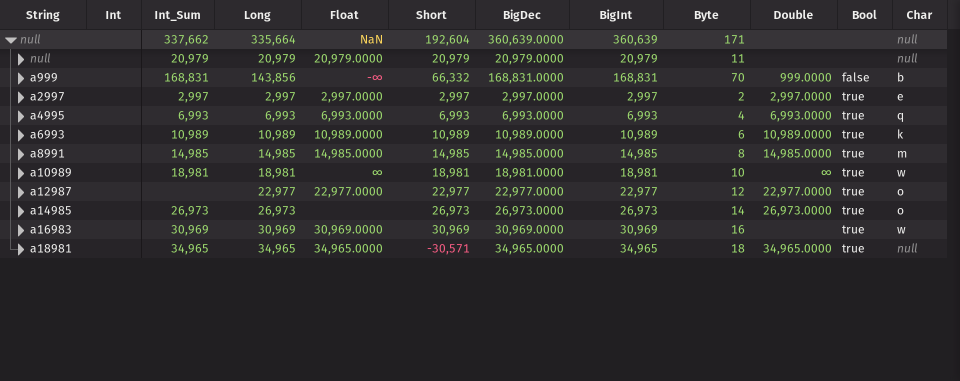 String Int Int_Sum Long Float Short BigDec BigInt Byte Double Bool Char
null 337,662 335,664 NaN 192,604 360,639.0000 360,639 171 null
null 20,979 20,979 20,979.0000 20,979 20,979.0000 20,979 11 null
a999 168,831 143,856 -∞ 66,332 168,831.0000 168,831 70 999.0000 false b
a2997 2,997 2,997 2,997.0000 2,997 2,997.0000 2,997 2 2,997.0000 true e
a4995 6,993 6,993 6,993.0000 6,993 6,993.0000 6,993 4 6,993.0000 true q
a6993 10,989 10,989 10,989.0000 10,989 10,989.0000 10,989 6 10,989.0000 true k
a8991 14,985 14,985 14,985.0000 14,985 14,985.0000 14,985 8 14,985.0000 true m
a10989 18,981 18,981 ∞ 18,981 18,981.0000 18,981 10 ∞ true w
a12987 22,977 22,977.0000 22,977 22,977.0000 22,977 12 22,977.0000 true o
a14985 26,973 26,973 26,973 26,973.0000 26,973 14 26,973.0000 true o
a16983 30,969 30,969 30,969.0000 30,969 30,969.0000 30,969 16 true w
a18981 34,965 34,965 34,965.0000 -30,571 34,965.0000 34,965 18 34,965.0000 true null